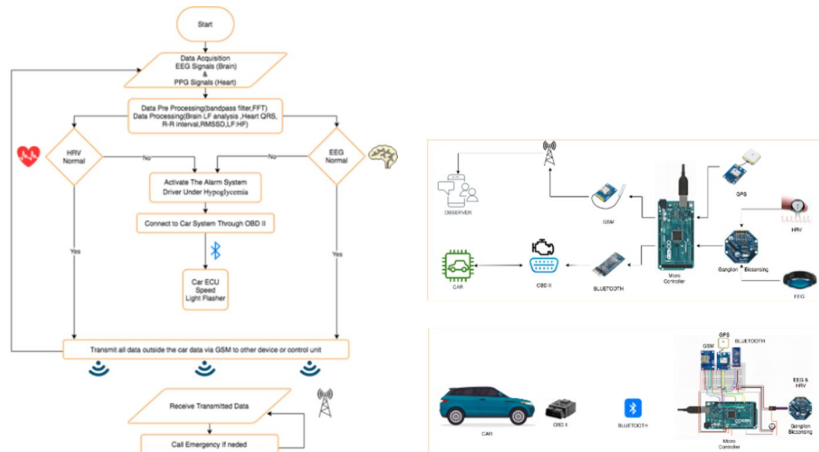 Start
Data Acquisition
EEG Signals (Brain)
&
PPG Signals (Heart)
Data Pre Processing(bandpass filter,FFT)
Data Processing(Brain LF analysis ,Heart QRS,
R-R interval,RMSSD,LF:HF)
HRV
Normal
EEG
Normal
No
No
Activate The Alarm System
Driver Under Hypoglycemia
Connect to Car System Through OBD II
Yes
Yes
Car ECU
Speed
Light Flasher
Transmit all data outside the car data via GSM to other device or control unit
Receive Transmitted Data
Call Emergency If neded
OBSERVER
GSM
GPS
HRV
Micro
Controller
Ganglion Biosensing
EEG
CAR
OBD II
BLUETOOTH
GPS
GSM
BLUETOOTH
EEG &
HRV
CAR
OBD II
BLUETOOTH
Micro
Controller
Ganglion
Biosensing